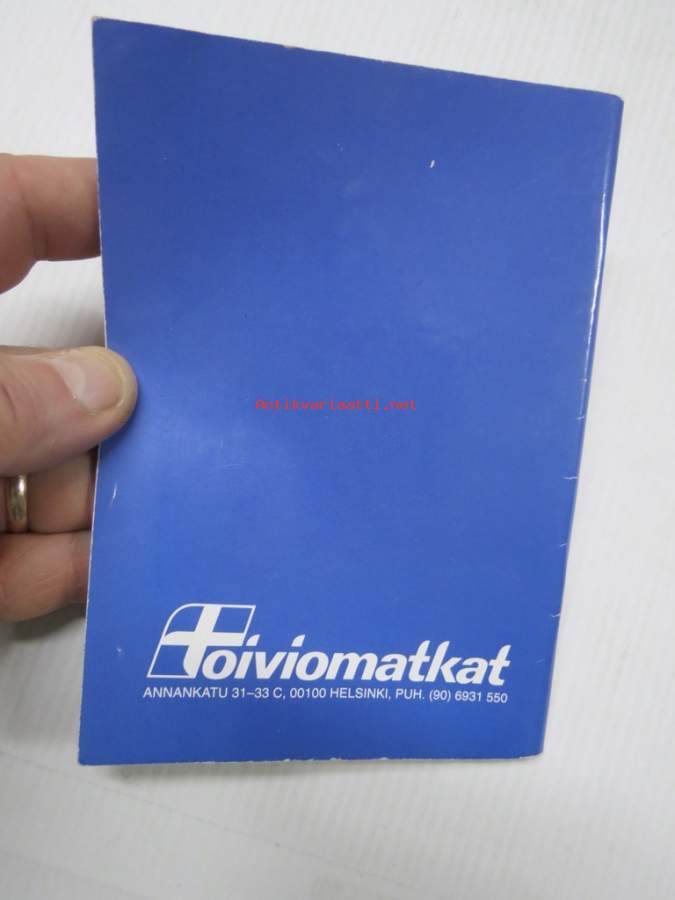 Antikvariaatti.net
toiviomatkat
ANNANKATU 31–33 C, 00100 HELSINKI, PUH. (90) 6931 550